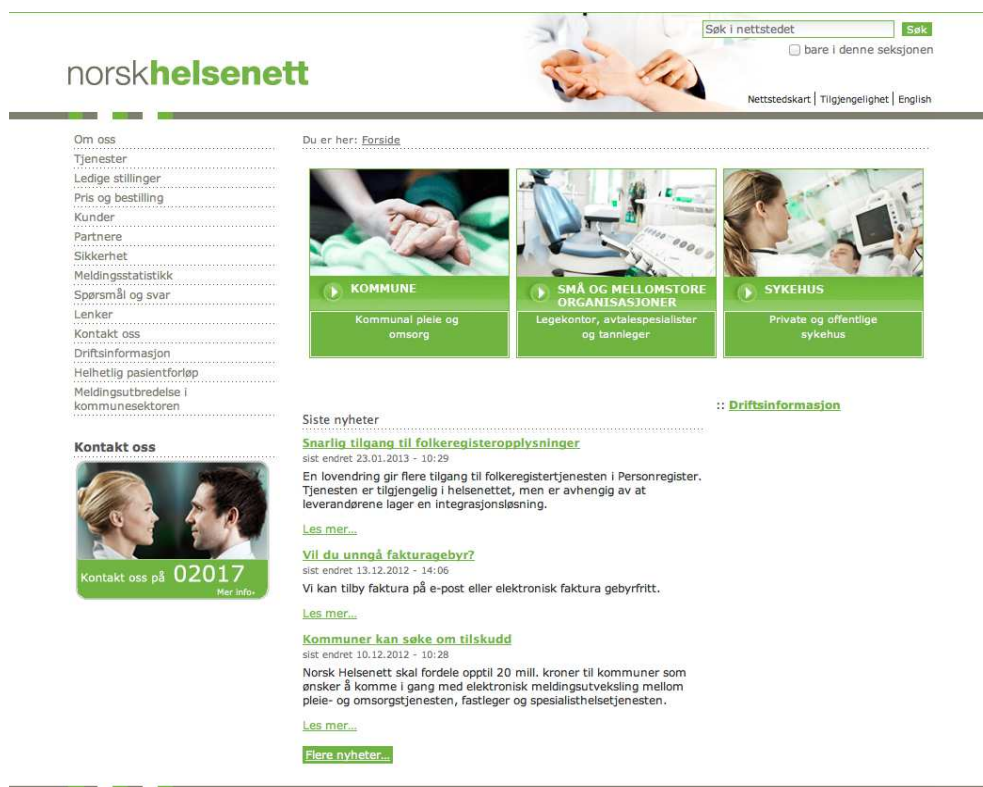 Søk i nettstedet
Søk
bare i denne seksjonen
norskhelsenett
Nettstedskart | Tilgjengelighet | English
Om oss
Tjenester
Ledige stillinger
Pris og bestilling
Kunder
Partnere
Sikkerhet
Meldingsstatistikk
Spørsmål og svar
Lenker
Kontakt oss
Driftsinformasjon
Helhetlig pasientforløp
Meldingsutbredelse i
kommunesektoren
Kontakt oss
Kontakt oss på 02017
Mer info›
Du er her: Forside
KOMMUNE
Kommunal pleie og
omsorg
SMÅ OG MELLOMSTORE
ORGANISASJONER
Legekontor, avtalespesialister
og tannleger
SYKEHUS
Private og offentlige
sykehus
Siste nyheter
Snarlig tilgang til folkeregisteropplysninger
sist endret 23.01.2013 - 10:29
En lovendring gir flere tilgang til folkeregistertjenesten i Personregister.
Tjenesten er tilgjengelig i helsenettet, men er avhengig av at
leverandørene lager en integrasjonsløsning.
Les mer...
Vil du unngå fakturagebyr?
sist endret 13.12.2012 - 14:06
Vi kan tilby faktura på e-post eller elektronisk faktura gebyrfritt.
Les mer...
Kommuner kan søke om tilskudd
sist endret 10.12.2012 - 10:28
Norsk Helsenett skal fordele opptil 20 mill. kroner til kommuner som
ønsker å komme i gang med elektronisk meldingsutveksling mellom
pleie- og omsorgstjenesten, fastleger og spesialisthelsetjenesten.
Les mer...
Flere nyheter...
:: Driftsinformasjon